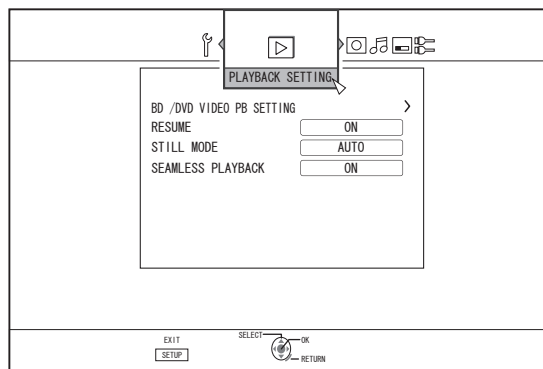 PLAYBACK SETTING
BD /DVD VIDEO PB SETTING
RESUME ON
STILL MODE AUTO
SEAMLESS PLAYBACK ON
EXIT
SETUP
SELECT
OK
RETURN